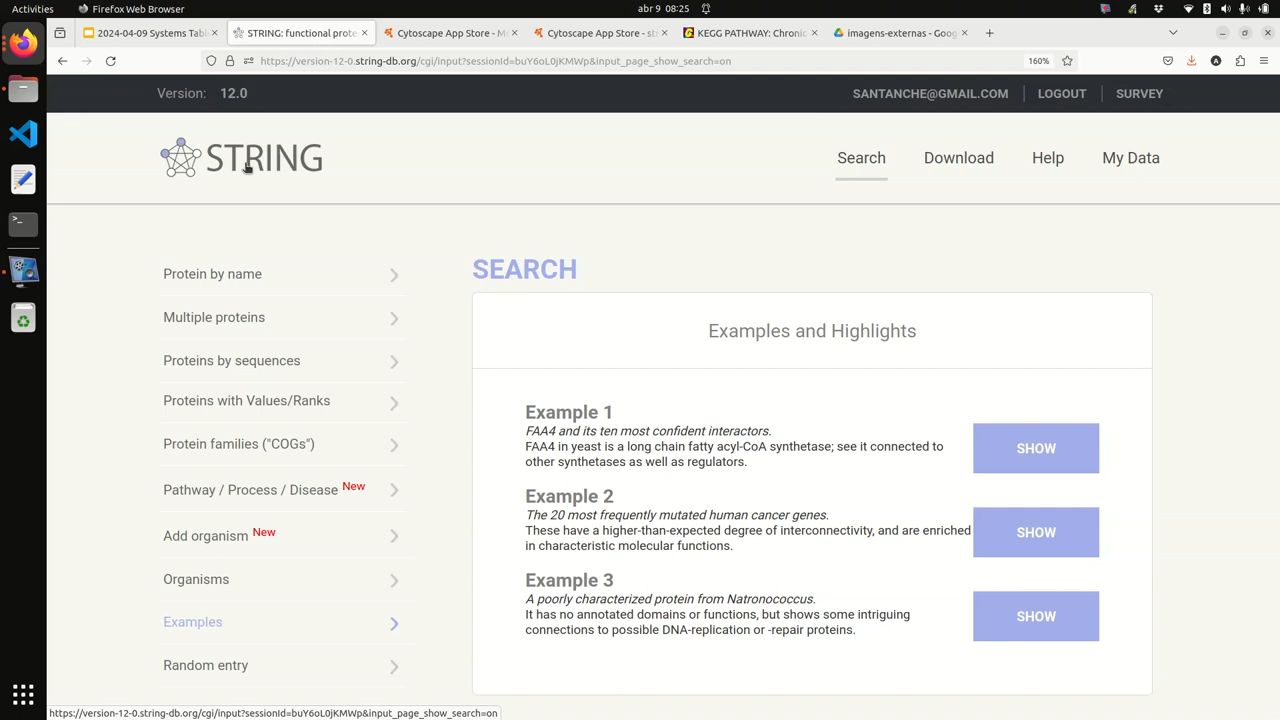 Activities
Firefox Web Browser
abr 9 08:25
2024-04-09 Systems Tabl
STRING: functional prote
Cytoscape App Store - M
Cytoscape App Store - st
KEGG PATHWAY: Chronic
imagens-externas - Goog
https://version-12-0.string-db.org/cgi/input?sessionId=buY6oL0jKMWp&input_page_show_search=on
160%
Version: 12.0
SANTANCHE@GMAIL.COM
LOGOUT
SURVEY
STRING
Search
Download
Help
My Data
Protein by name
Multiple proteins
Proteins by sequences
Proteins with Values/Ranks
Protein families ("COGs")
Pathway / Process / Disease New
Add organism New
Organisms
Examples
Random entry
SEARCH
Examples and Highlights
Example 1
FAA4 and its ten most confident interactors.
FAA4 in yeast is a long chain fatty acyl-CoA synthetase; see it connected to
other synthetases as well as regulators.
SHOW
Example 2
The 20 most frequently mutated human cancer genes.
These have a higher-than-expected degree of interconnectivity, and are enriched
in characteristic molecular functions.
SHOW
Example 3
A poorly characterized protein from Natronococcus.
It has no annotated domains or functions, but shows some intriguing
connections to possible DNA-replication or -repair proteins.
SHOW
https://version-12-0.string-db.org/cgi/input?sessionId=buY6oL0jKMWp&input_page_show_search=on